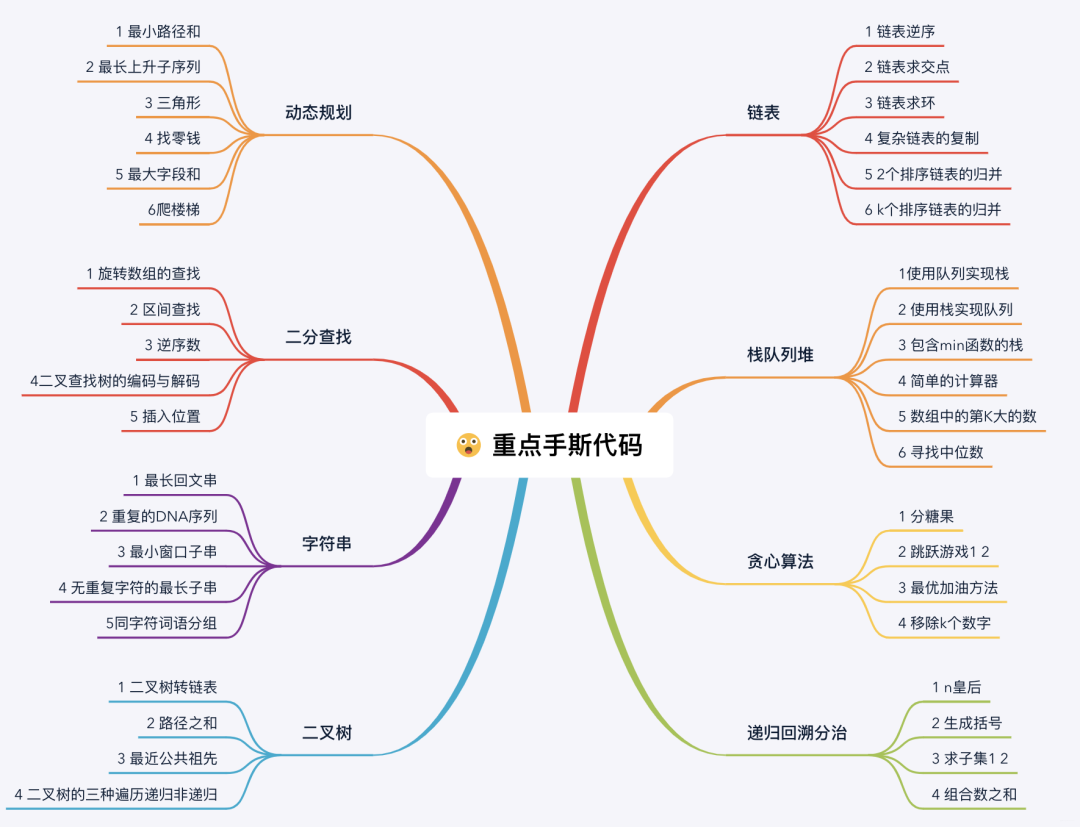 重点手斯代码
动态规划
1 最小路径和
2 最长上升子序列
3 三角形
4 找零钱
5 最大字段和
6爬楼梯
二分查找
1 旋转数组的查找
2 区间查找
3 逆序数
4二叉查找树的编码与解码
5 插入位置
字符串
1 最长回文串
2 重复的DNA序列
3 最小窗口子串
4 无重复字符的最长子串
5同字符词语分组
二叉树
1 二叉树转链表
2 路径之和
3 最近公共祖先
4 二叉树的三种遍历递归非递归
链表
1 链表逆序
2 链表求交点
3 链表求环
4 复杂链表的复制
5 2个排序链表的归并
6 k个排序链表的归并
栈队列堆
1使用队列实现栈
2 使用栈实现队列
3 包含min函数的栈
4 简单的计算器
5 数组中的第K大的数
6 寻找中位数
贪心算法
1 分糖果
2 跳跃游戏1 2
3 最优加油方法
4 移除k个数字
递归回溯分治
1 n皇后
2 生成括号
3 求子集1 2
4 组合数之和